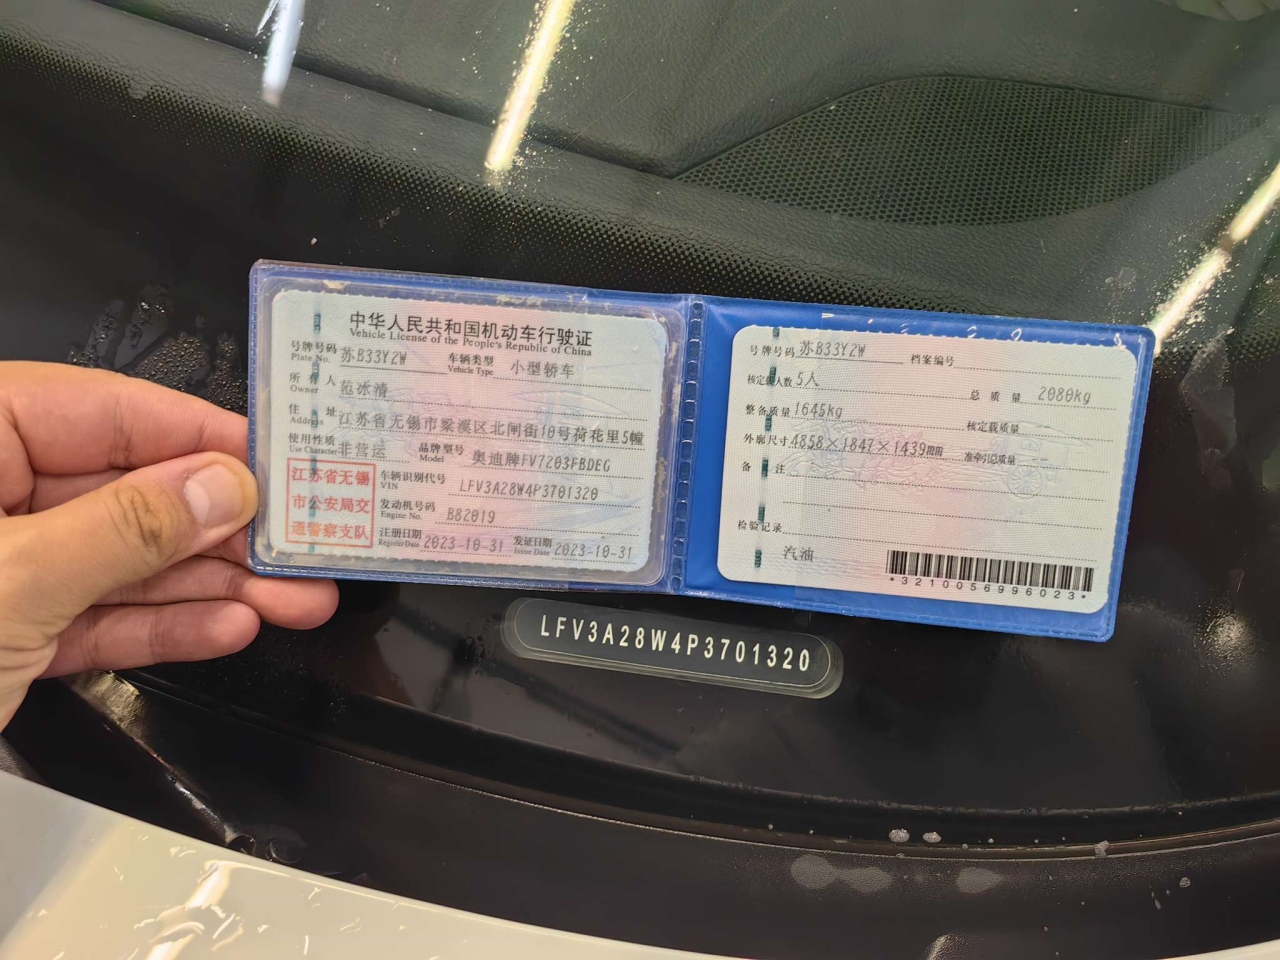 中华人民共和国机动车行驶证
Vehicle License of the People's Republic of China
号牌号码 苏B33Y2W 车辆类型 小型轿车
Plate No. Vehicle Type
所有人 范冰清
Owner
住址 江苏省无锡市梁溪区北闸街10号荷花里5幢
Address
使用性质 非营运 品牌型号 奥迪牌FV7203FBDEG
Use Character Model
江苏省无锡
市公安局交
通警察支队
车辆识别代号 LFV3A28W4P3701320
VIN
发动机号码 B82019
Engine No.
注册日期 2023-10-31 发证日期 2023-10-31
Register Date Issue Date
号牌号码 苏B33Y2W 档案编号
核定载人数 5人 总质量 2080kg
整备质量 1645kg 核定载质量
外廓尺寸 4858×1847×1439mm 准牵引总质量
备注
检验记录
汽油
*3210056996023*
LFV3A28W4P3701320